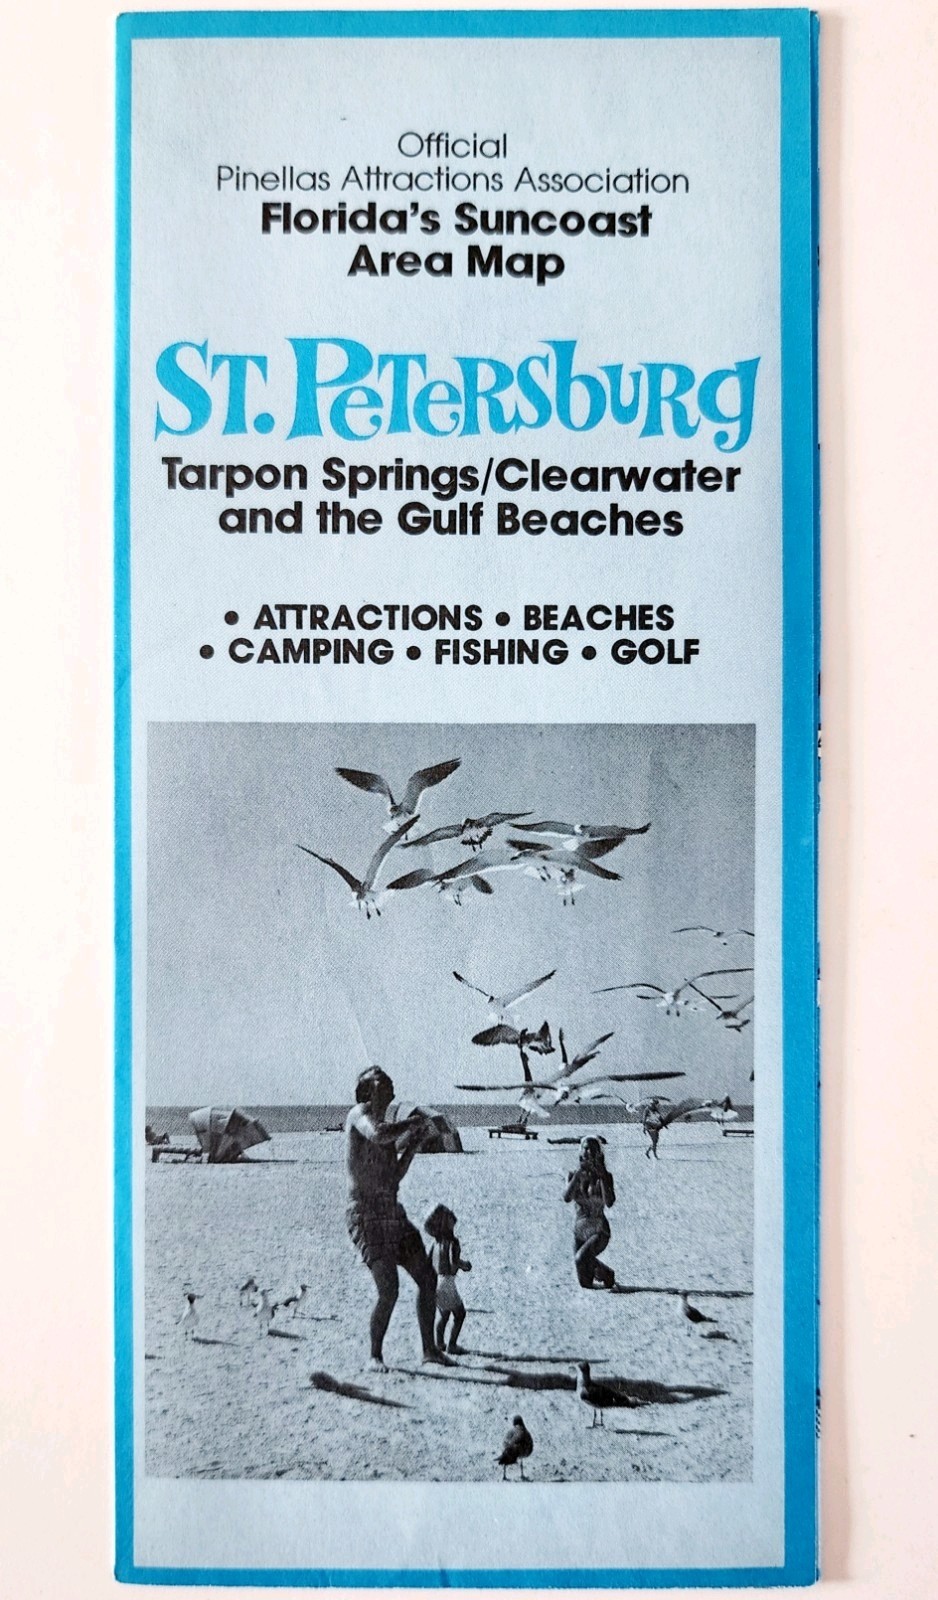 Official
Pinellas Attractions Association
Florida's Suncoast
Area Map
ST. PETERSBURG
Tarpon Springs/Clearwater
and the Gulf Beaches
• ATTRACTIONS • BEACHES
• CAMPING • FISHING • GOLF